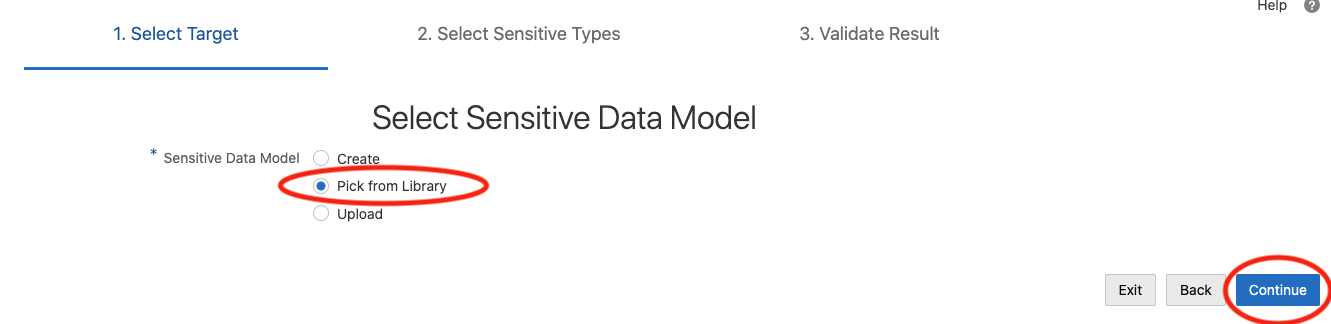 Help ?
1. Select Target 2. Select Sensitive Types 3. Validate Result
Select Sensitive Data Model
* Sensitive Data Model Create
Pick from Library
Upload
Exit Back Continue